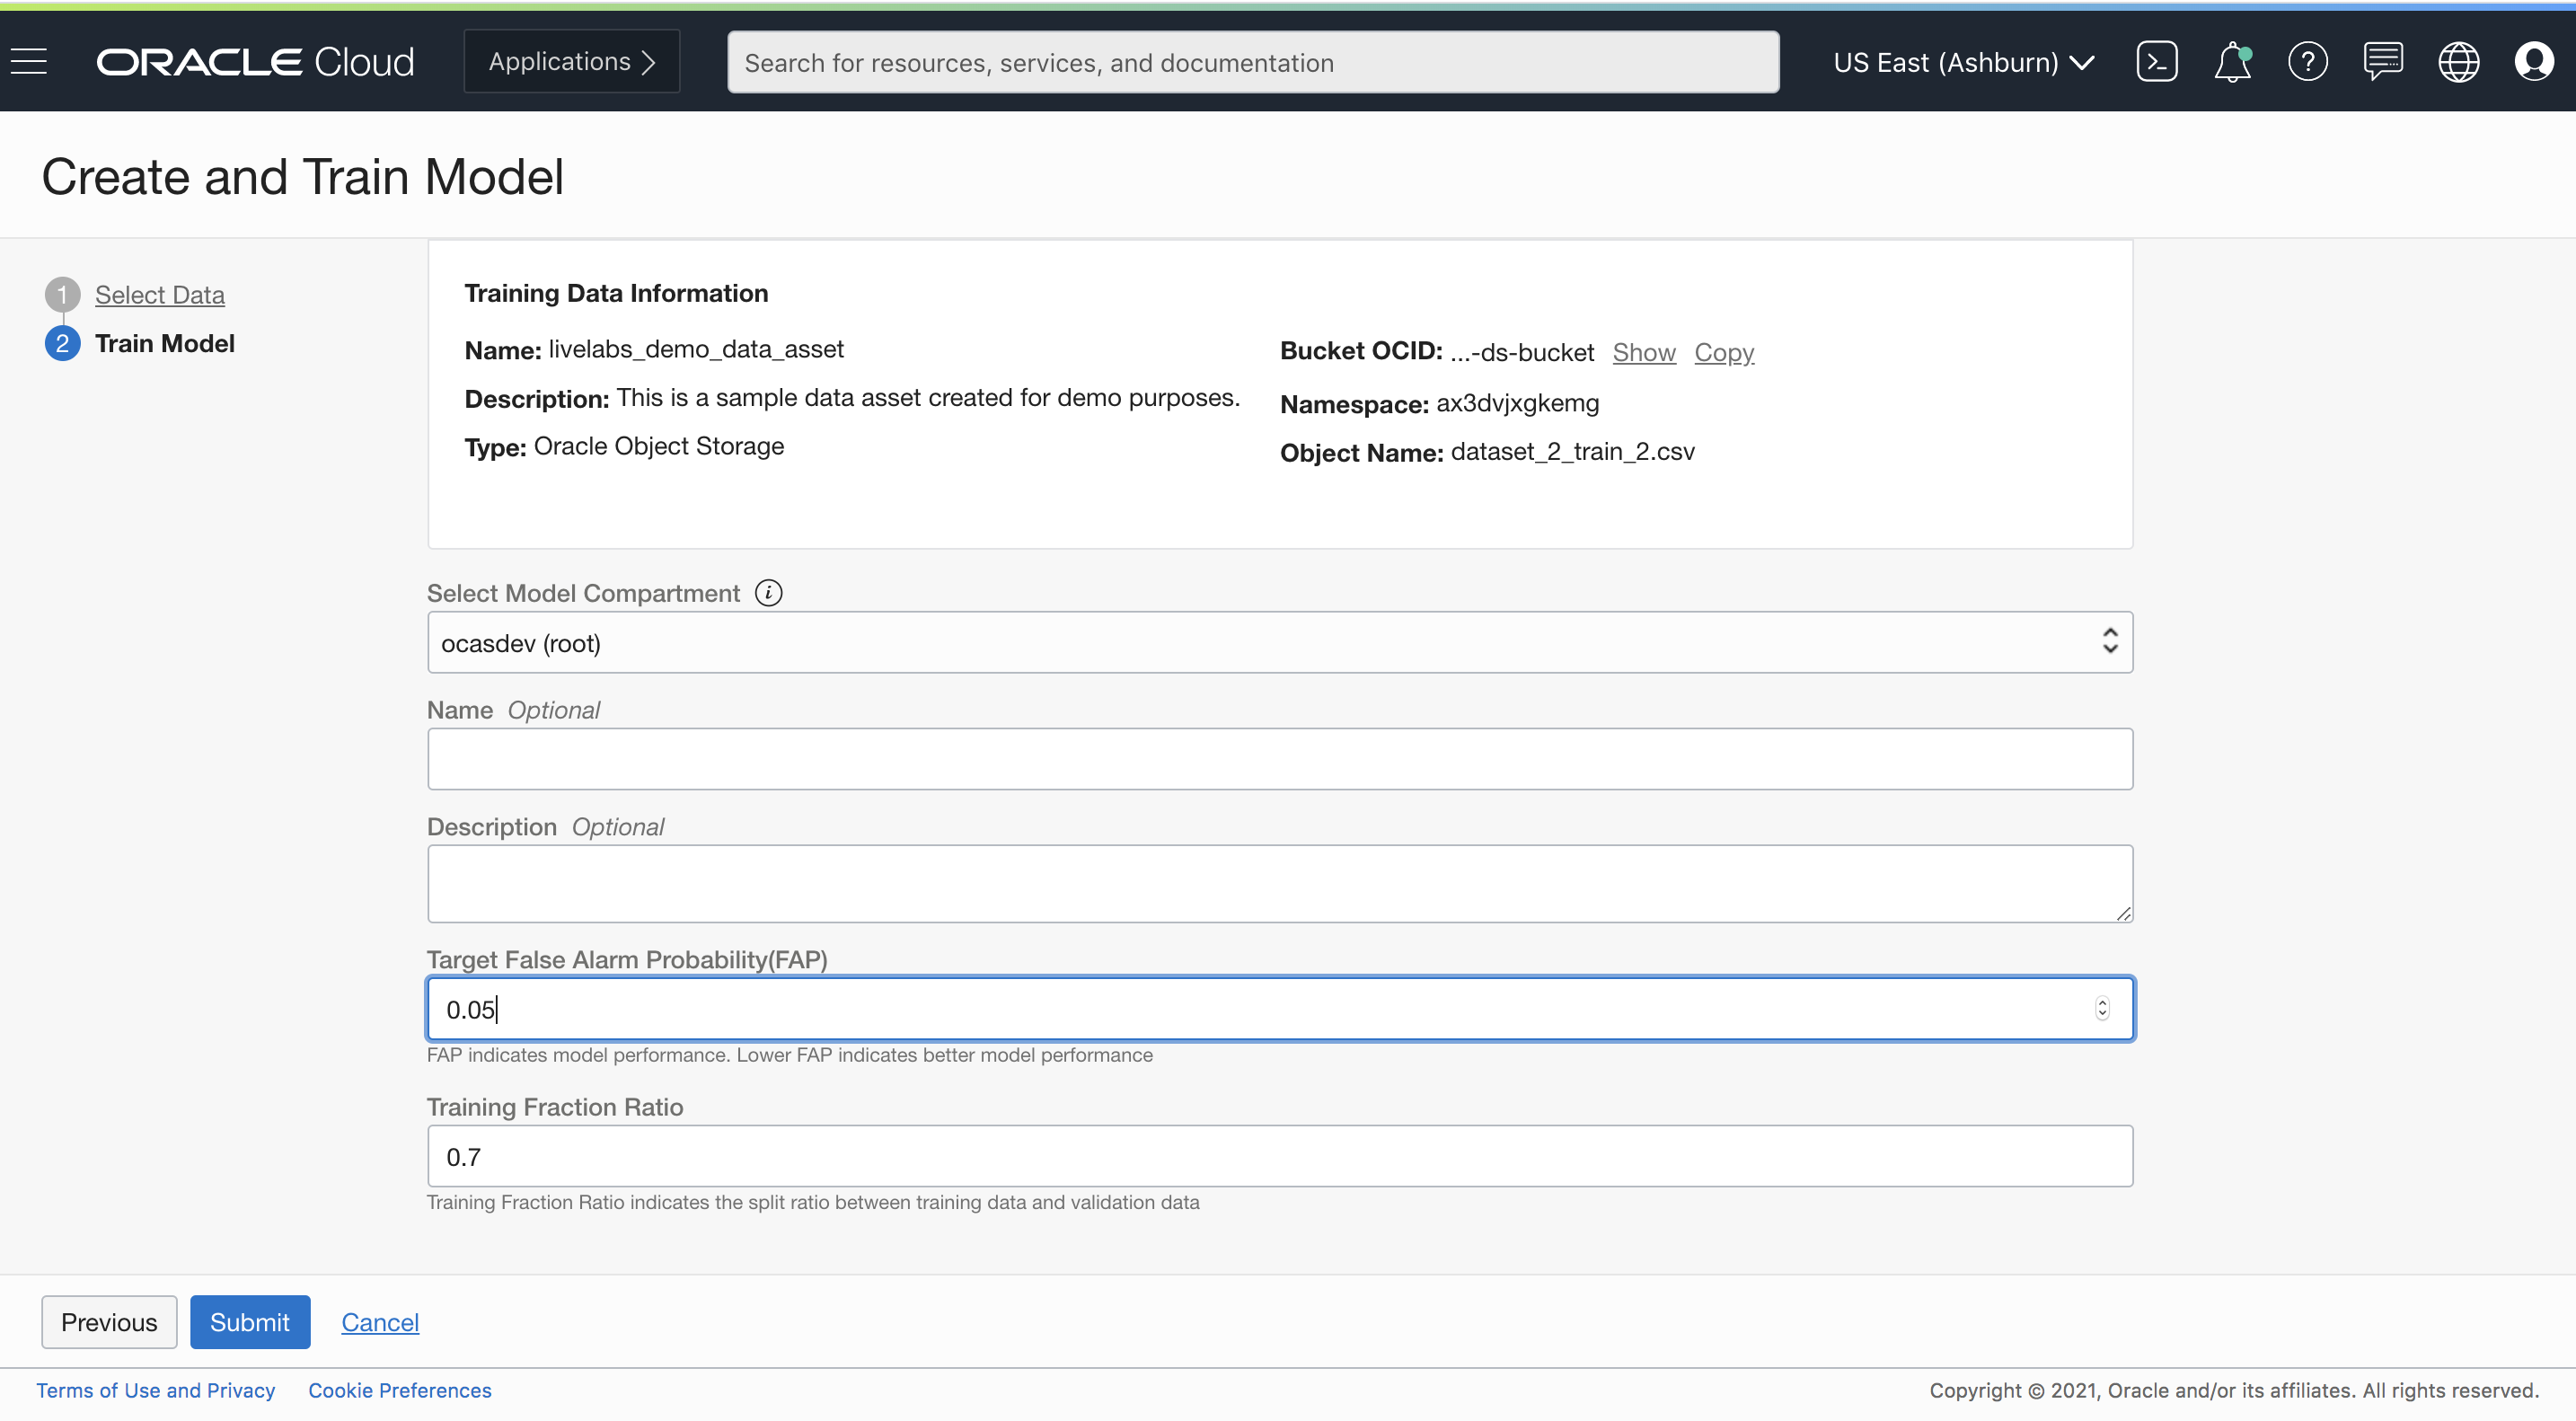 ORACLE Cloud
Applications
Search for resources, services, and documentation
US East (Ashburn)
Create and Train Model
1 Select Data
2 Train Model
Training Data Information
Name: livelabs_demo_data_asset
Description: This is a sample data asset created for demo purposes.
Type: Oracle Object Storage
Bucket OCID: ...-ds-bucket Show Copy
Namespace: ax3dvjxgkemg
Object Name: dataset_2_train_2.csv
Select Model Compartment i
ocasdev (root)
Name Optional
Description Optional
Target False Alarm Probability(FAP)
0.05
FAP indicates model performance. Lower FAP indicates better model performance
Training Fraction Ratio
0.7
Training Fraction Ratio indicates the split ratio between training data and validation data
Previous Submit Cancel
Terms of Use and Privacy Cookie Preferences
Copyright © 2021, Oracle and/or its affiliates. All rights reserved.